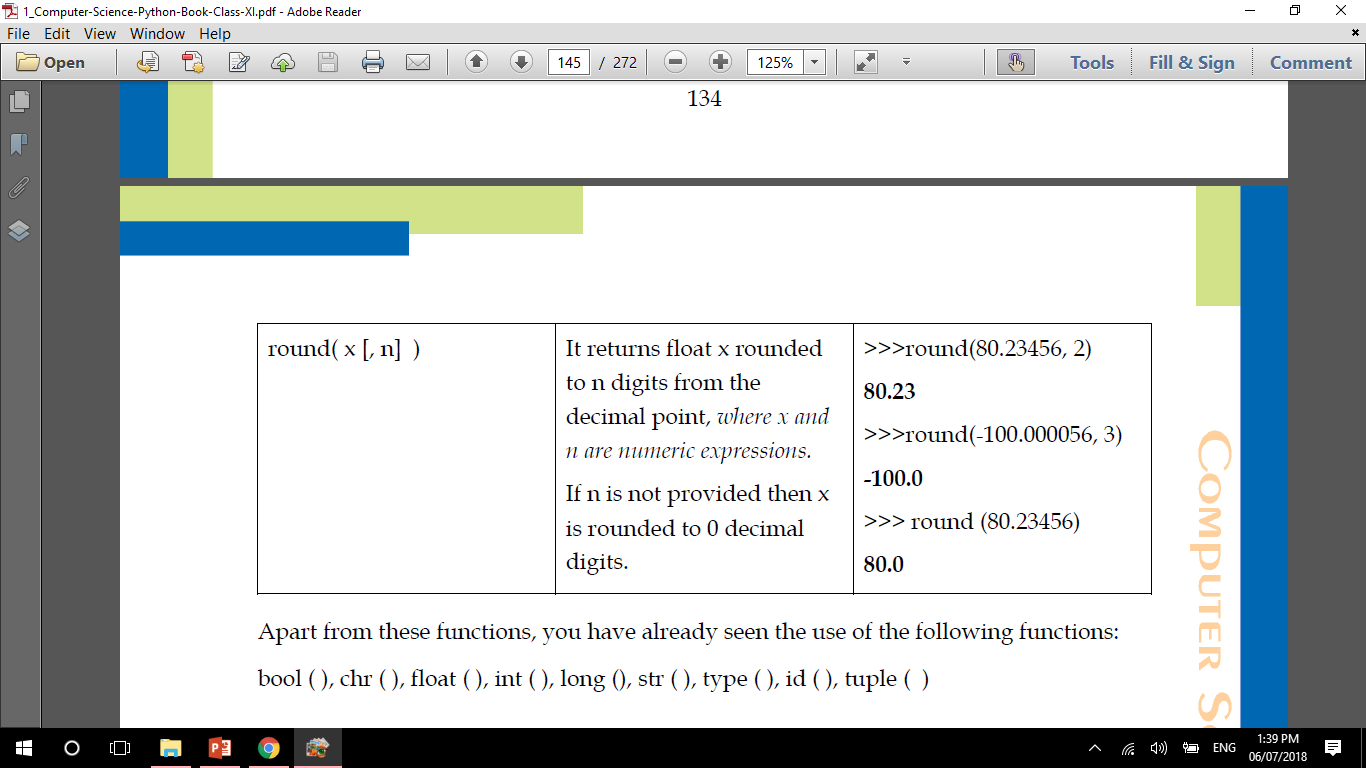 1_Computer-Science-Python-Book-Class-XI.pdf - Adobe Reader
File Edit View Window Help
Open 145 / 272 125% Tools Fill & Sign Comment
134
round( x [, n] )
It returns float x rounded
to n digits from the
decimal point, where x and
n are numeric expressions.
If n is not provided then x
is rounded to 0 decimal
digits.
>>>round(80.23456, 2)
80.23
>>>round(-100.000056, 3)
-100.0
>>> round (80.23456)
80.0
Apart from these functions, you have already seen the use of the following functions:
bool ( ), chr ( ), float ( ), int ( ), long (), str ( ), type ( ), id ( ), tuple ( )
COMPUTER Sc
ENG
1:39 PM
06/07/2018